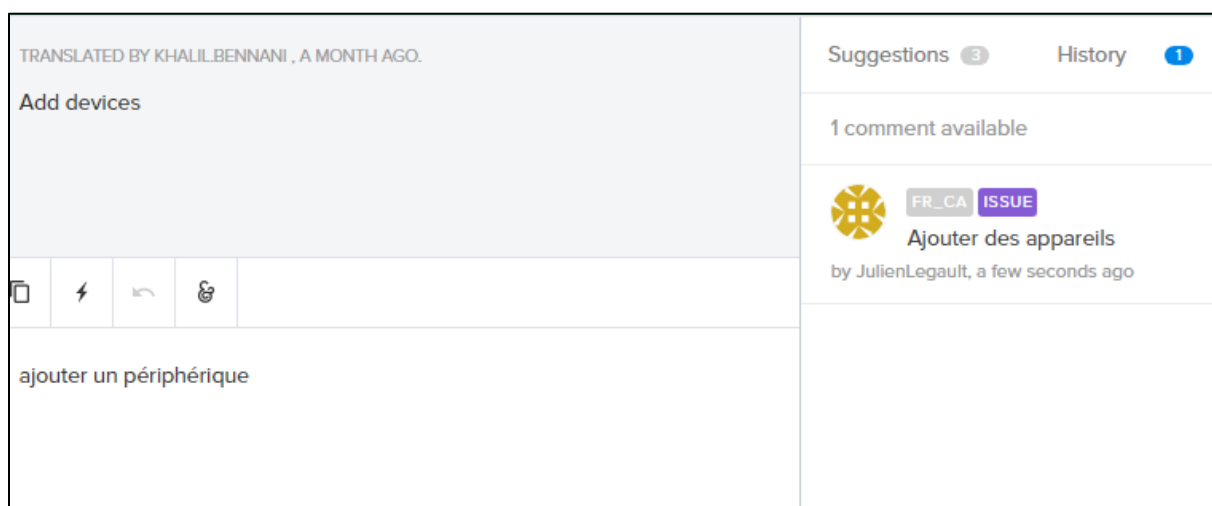 TRANSLATED BY KHALIL.BENNANI , A MONTH AGO.
Add devices
ajouter un périphérique
Suggestions 3 History 1
1 comment available
FR_CA ISSUE
Ajouter des appareils
by JulienLegault, a few seconds ago